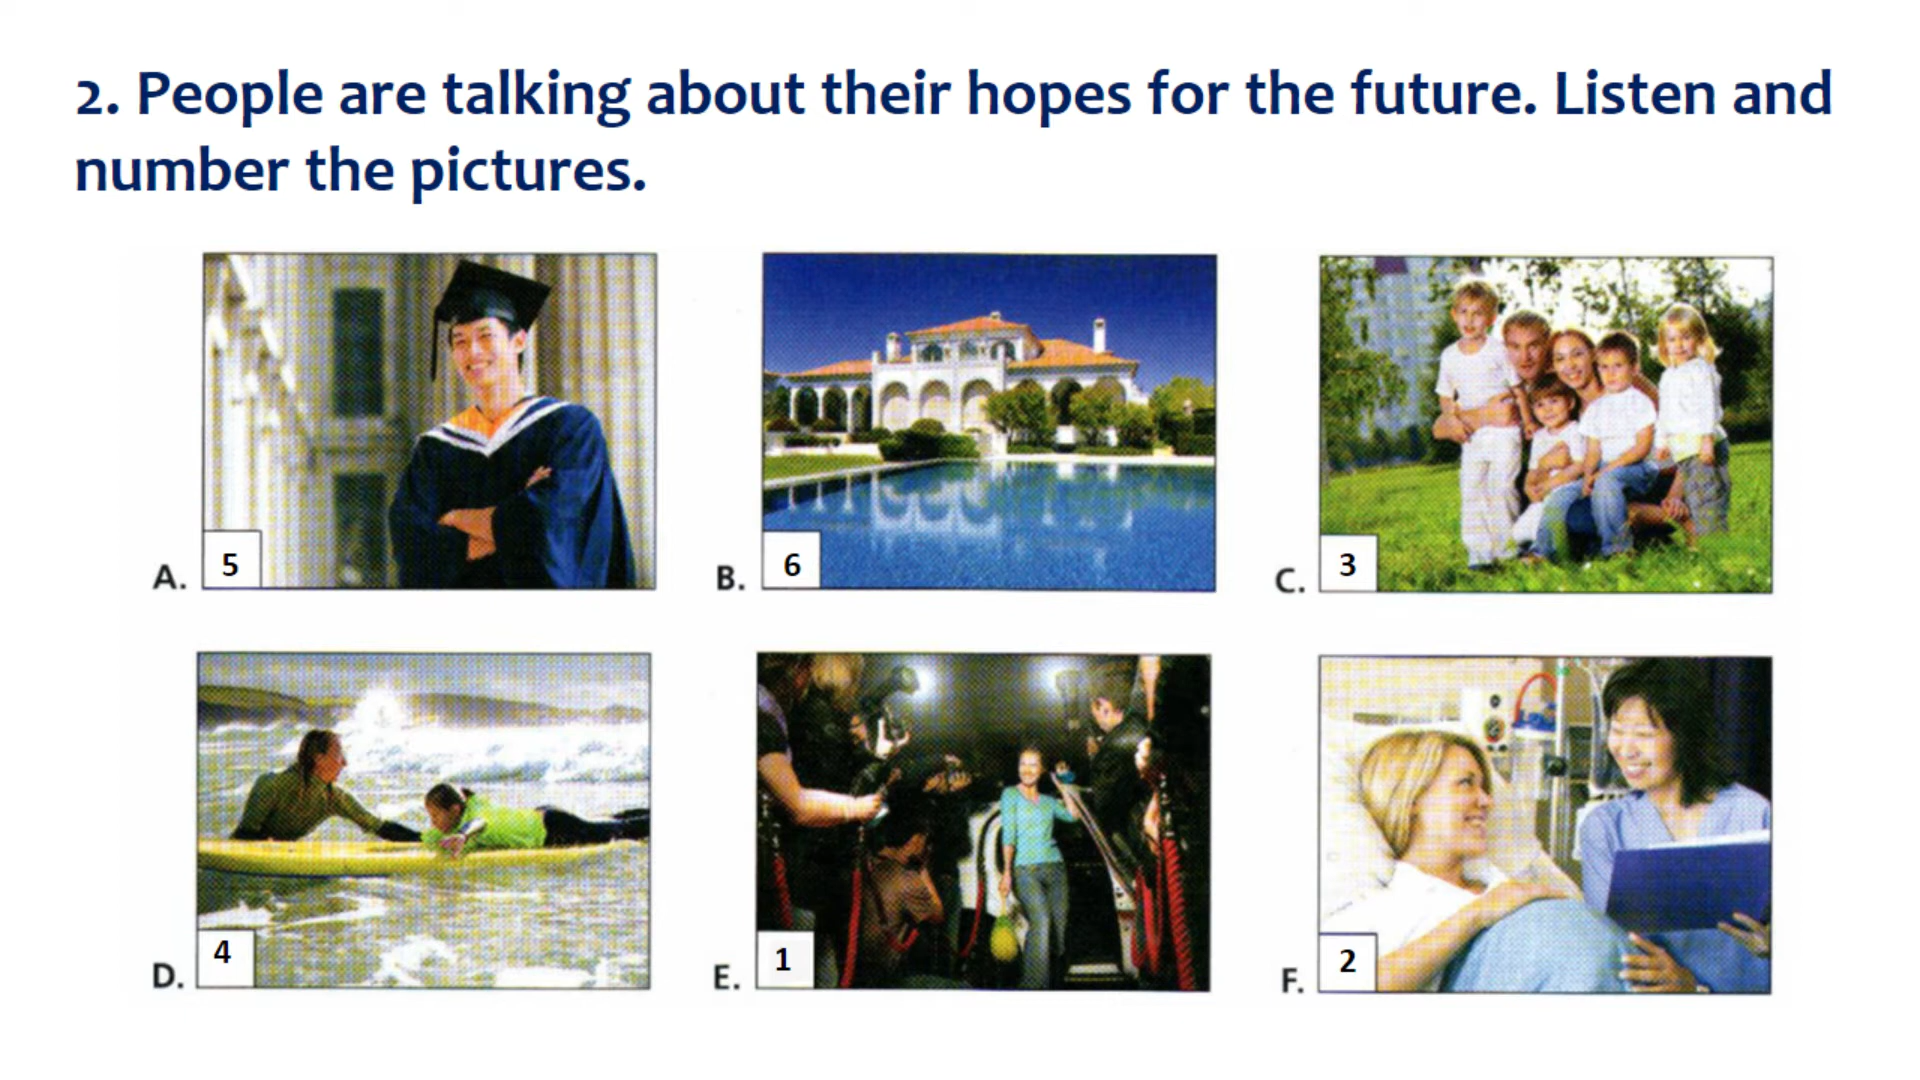 2. People are talking about their hopes for the future. Listen and
number the pictures.
A. 5
B. 6
C. 3
D. 4
E. 1
F. 2